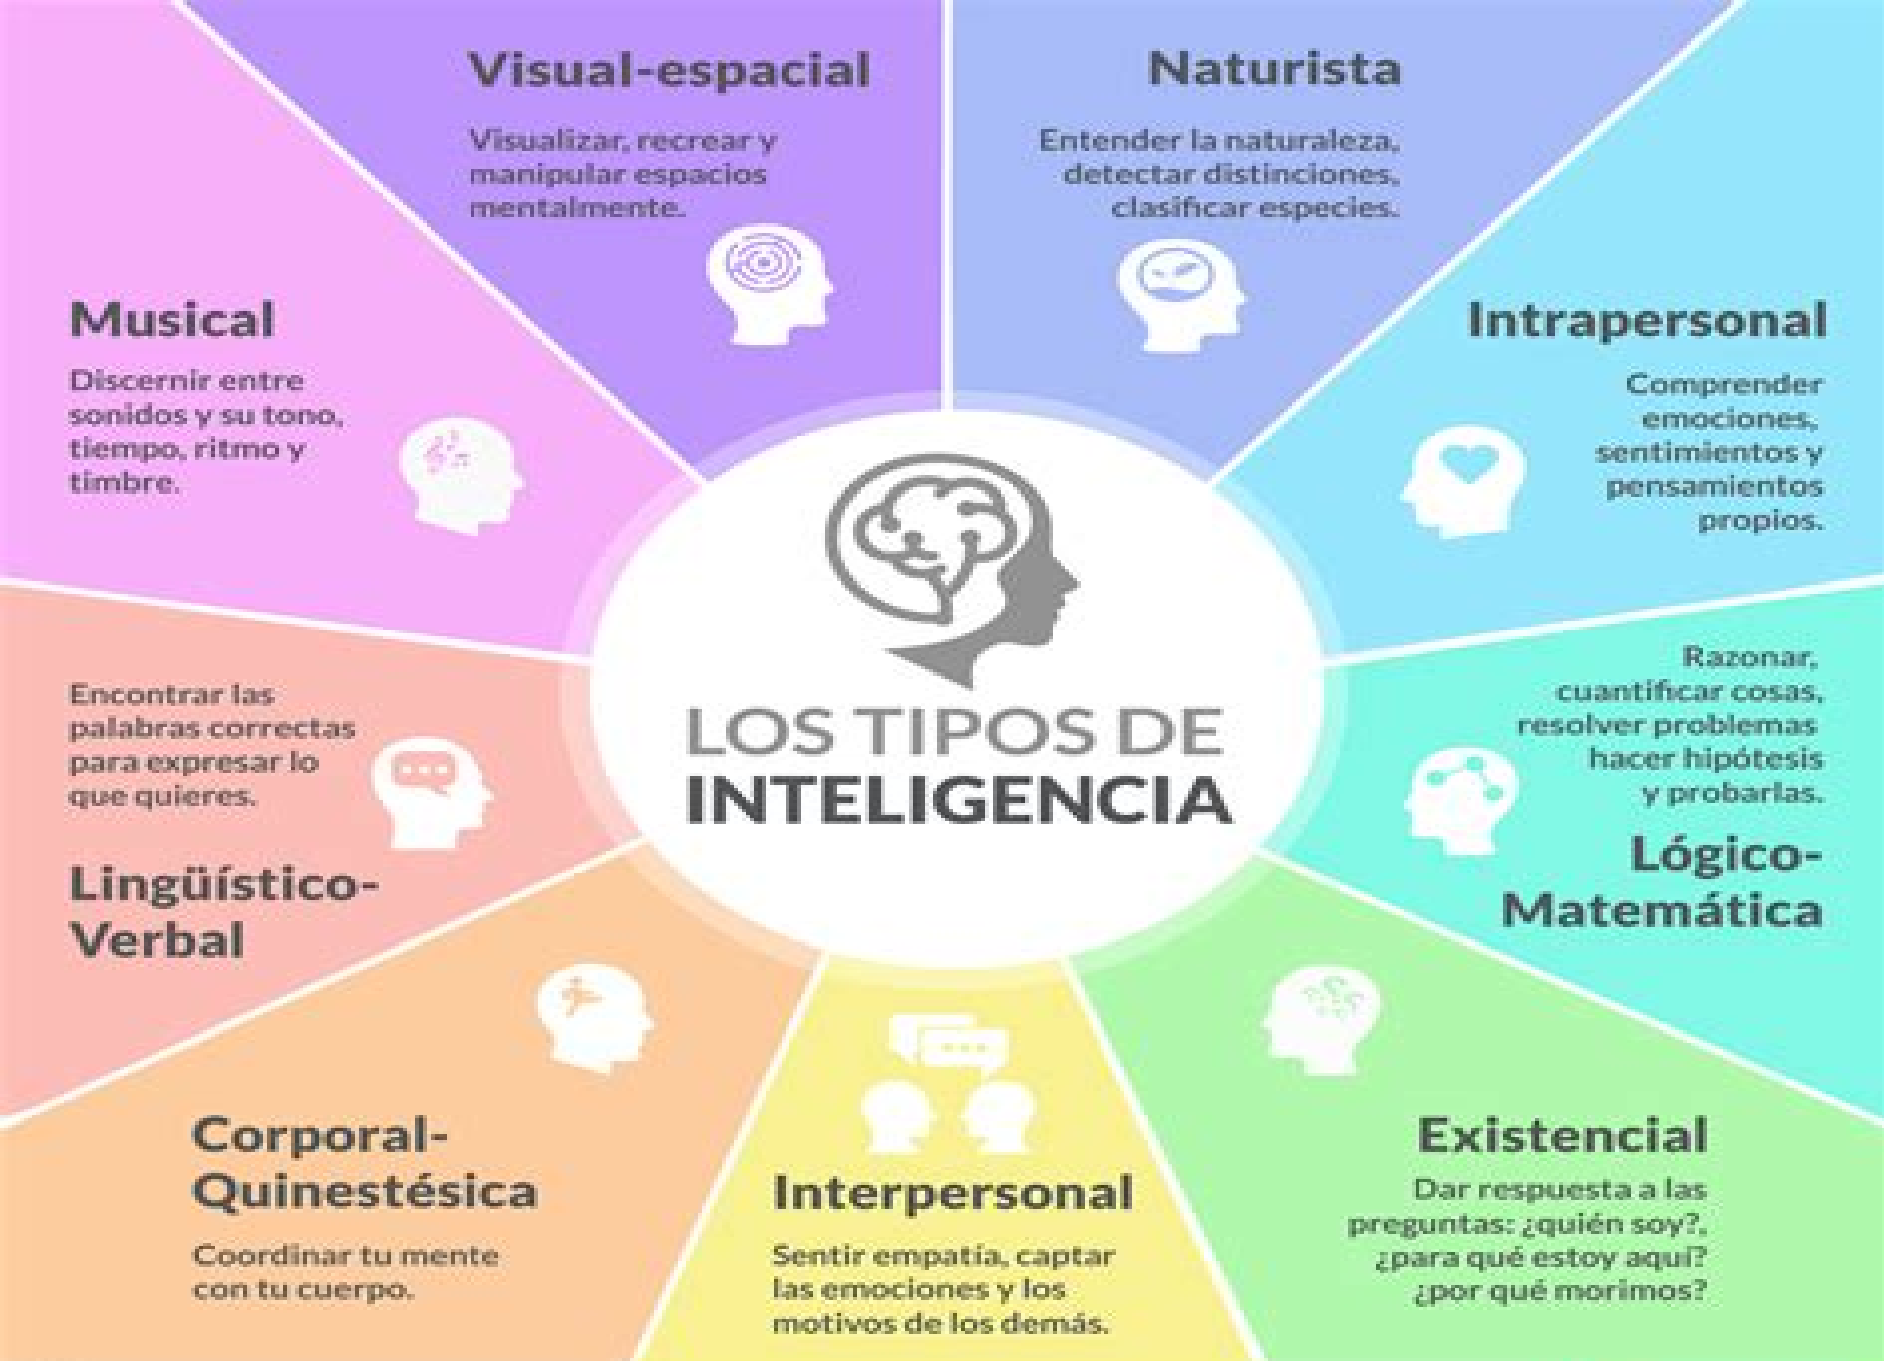 Visual-espacial
Visualizar, recrear y
manipular espacios
mentalmente.
Naturista
Entender la naturaleza,
detectar distinciones,
clasificar especies.
Musical
Discernir entre
sonidos y su tono,
tiempo, ritmo y
timbre.
Intrapersonal
Comprender
emociones,
sentimientos y
pensamientos
propios.
LOS TIPOS DE
INTELIGENCIA
Encontrar las
palabras correctas
para expresar lo
que quieres.
Lingüístico-
Verbal
Razonar,
cuantificar cosas,
resolver problemas
hacer hipótesis
y probarlas.
Lógico-
Matemática
Corporal-
Quinestésica
Coordinar tu mente
con tu cuerpo.
Interpersonal
Sentir empatía, captar
las emociones y los
motivos de los demás.
Existencial
Dar respuesta a las
preguntas: ¿quién soy?,
¿para qué estoy aquí?
¿por qué morimos?